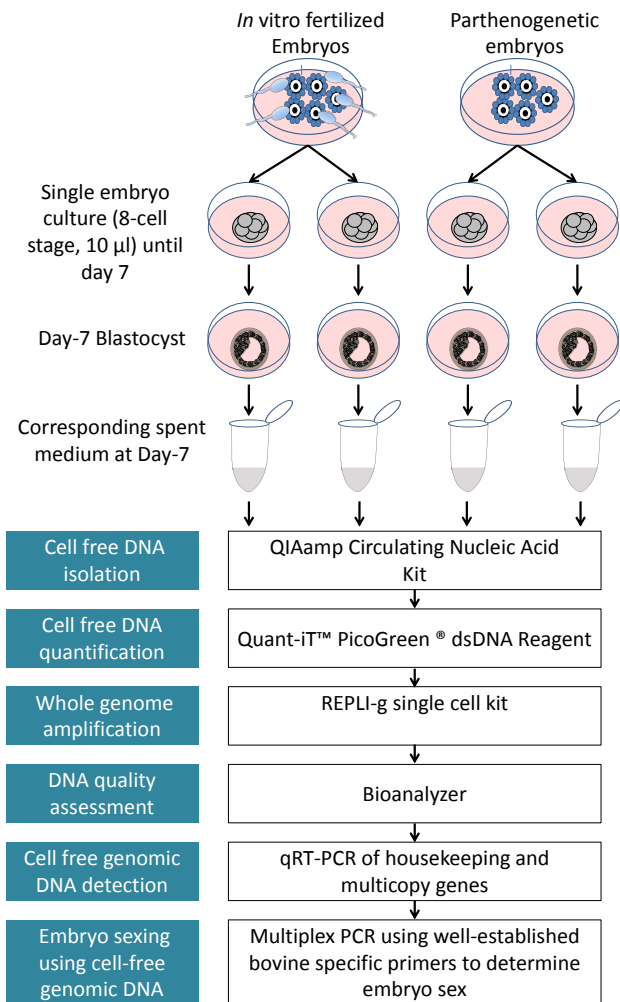 In vitro fertilized
Embryos
Parthenogenetic
embryos
Single embryo
culture (8-cell
stage, 10 µl) until
day 7
Day-7 Blastocyst
Corresponding spent
medium at Day-7
Cell free DNA
isolation
QIAamp Circulating Nucleic Acid
Kit
Cell free DNA
quantification
Quant-iT™ PicoGreen ® dsDNA Reagent
Whole genome
amplification
REPLI-g single cell kit
DNA quality
assessment
Bioanalyzer
Cell free genomic
DNA detection
qRT-PCR of housekeeping and
multicopy genes
Embryo sexing
using cell-free
genomic DNA
Multiplex PCR using well-established
bovine specific primers to determine
embryo sex